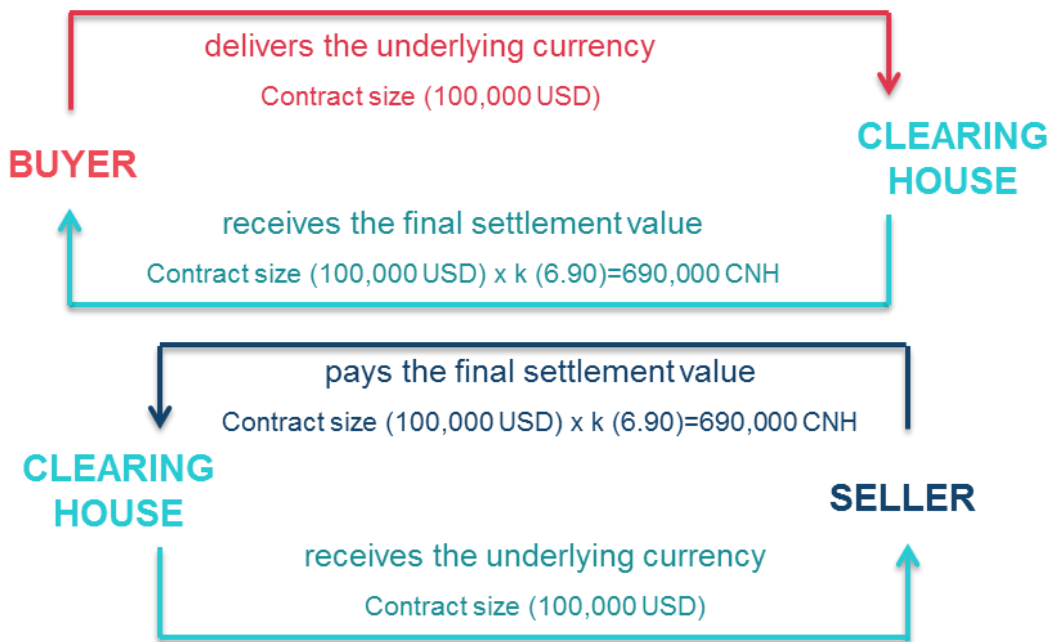 delivers the underlying currency
Contract size (100,000 USD)
BUYER
CLEARING
HOUSE
receives the final settlement value
Contract size (100,000 USD) x k (6.90)=690,000 CNH
pays the final settlement value
Contract size (100,000 USD) x k (6.90)=690,000 CNH
CLEARING
HOUSE
SELLER
receives the underlying currency
Contract size (100,000 USD)